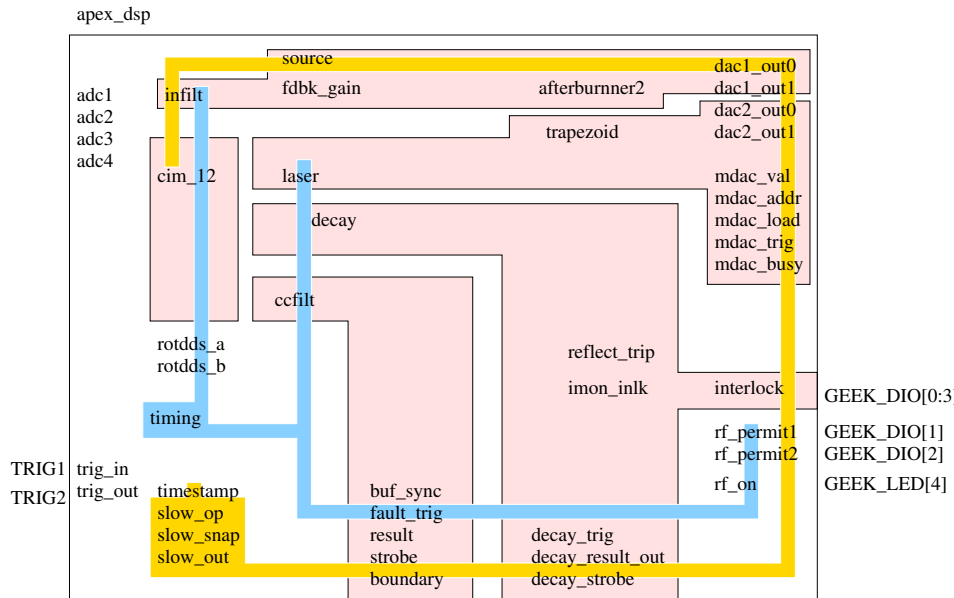 apex_dsp
source
dac1_out0
infilt fdbk_gain afterburnner2 dac1_out1
adc1
adc2 dac2_out0
adc3 trapezoid dac2_out1
adc4
cim_12 laser mdac_val
mdac_addr
decay mdac_load
mdac_trig
mdac_busy
ccfilt
rotdds_a reflect_trip
rotdds_b
imon_inlk interlock GEEK_DIO[0:3]
timing
rf_permit1 GEEK_DIO[1]
rf_permit2 GEEK_DIO[2]
TRIG1 trig_in
rf_on GEEK_LED[4]
TRIG2 trig_out timestamp buf_sync
slow_op fault_trig
slow_snap result decay_trig
slow_out strobe decay_result_out
boundary decay_strobe